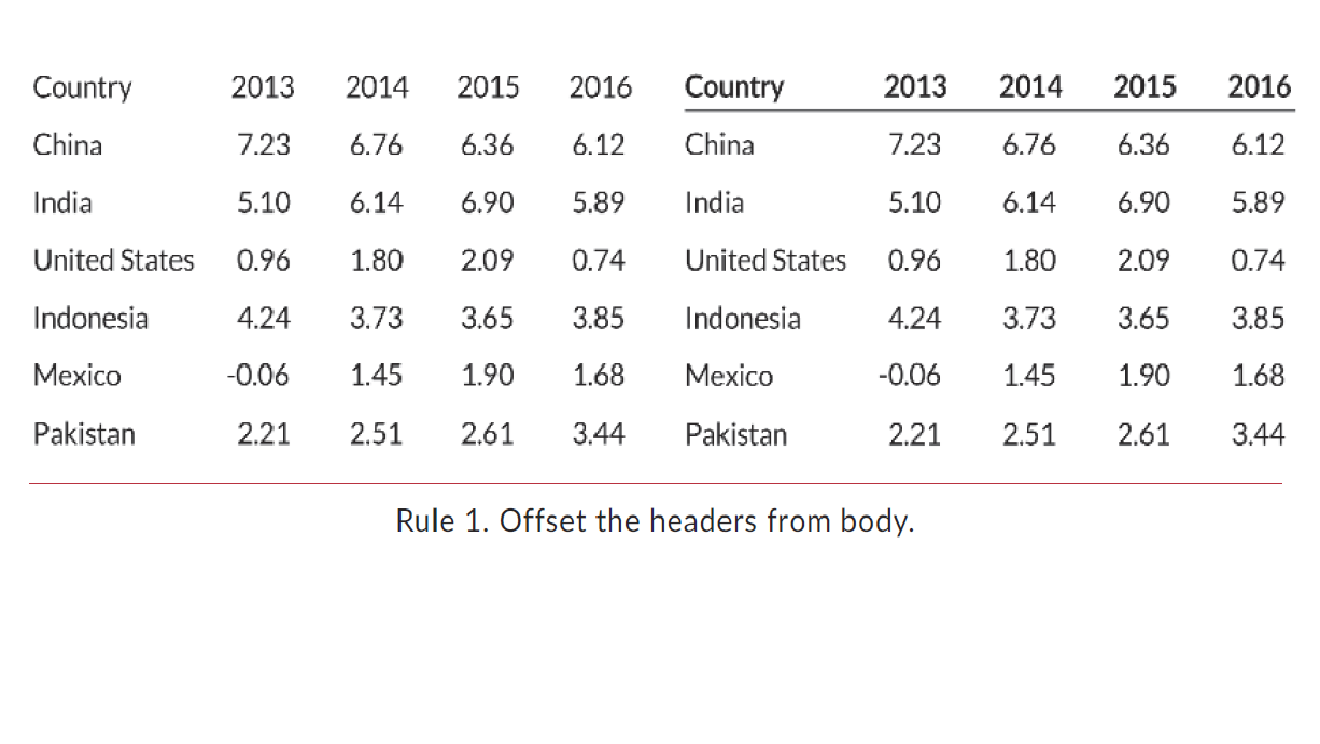 Country 2013 2014 2015 2016 Country 2013 2014 2015 2016
China 7.23 6.76 6.36 6.12 China 7.23 6.76 6.36 6.12
India 5.10 6.14 6.90 5.89 India 5.10 6.14 6.90 5.89
United States 0.96 1.80 2.09 0.74 United States 0.96 1.80 2.09 0.74
Indonesia 4.24 3.73 3.65 3.85 Indonesia 4.24 3.73 3.65 3.85
Mexico -0.06 1.45 1.90 1.68 Mexico -0.06 1.45 1.90 1.68
Pakistan 2.21 2.51 2.61 3.44 Pakistan 2.21 2.51 2.61 3.44
Rule 1. Offset the headers from body.